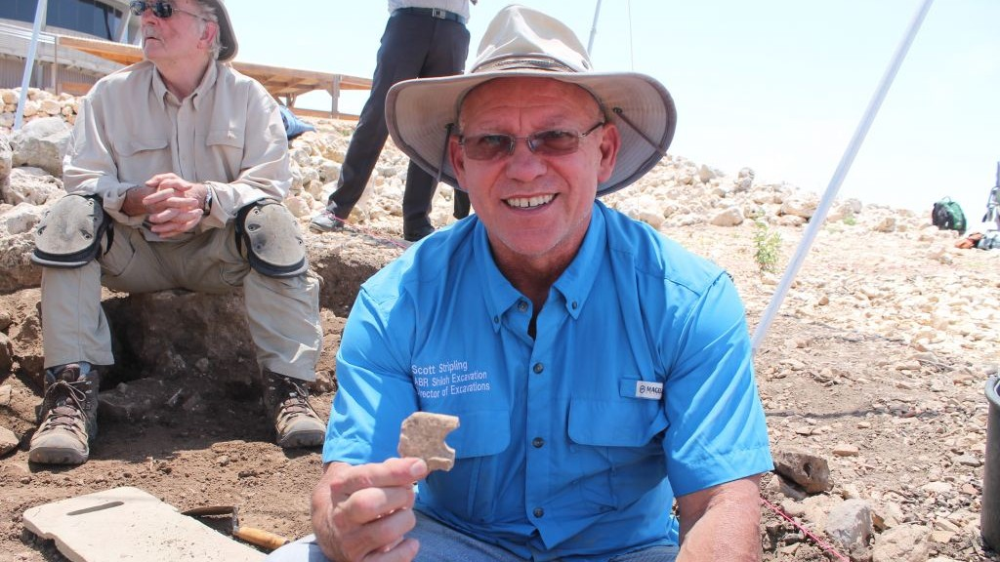 Scott Stripling
ABR Shiloh Excavation
Director of Excavations